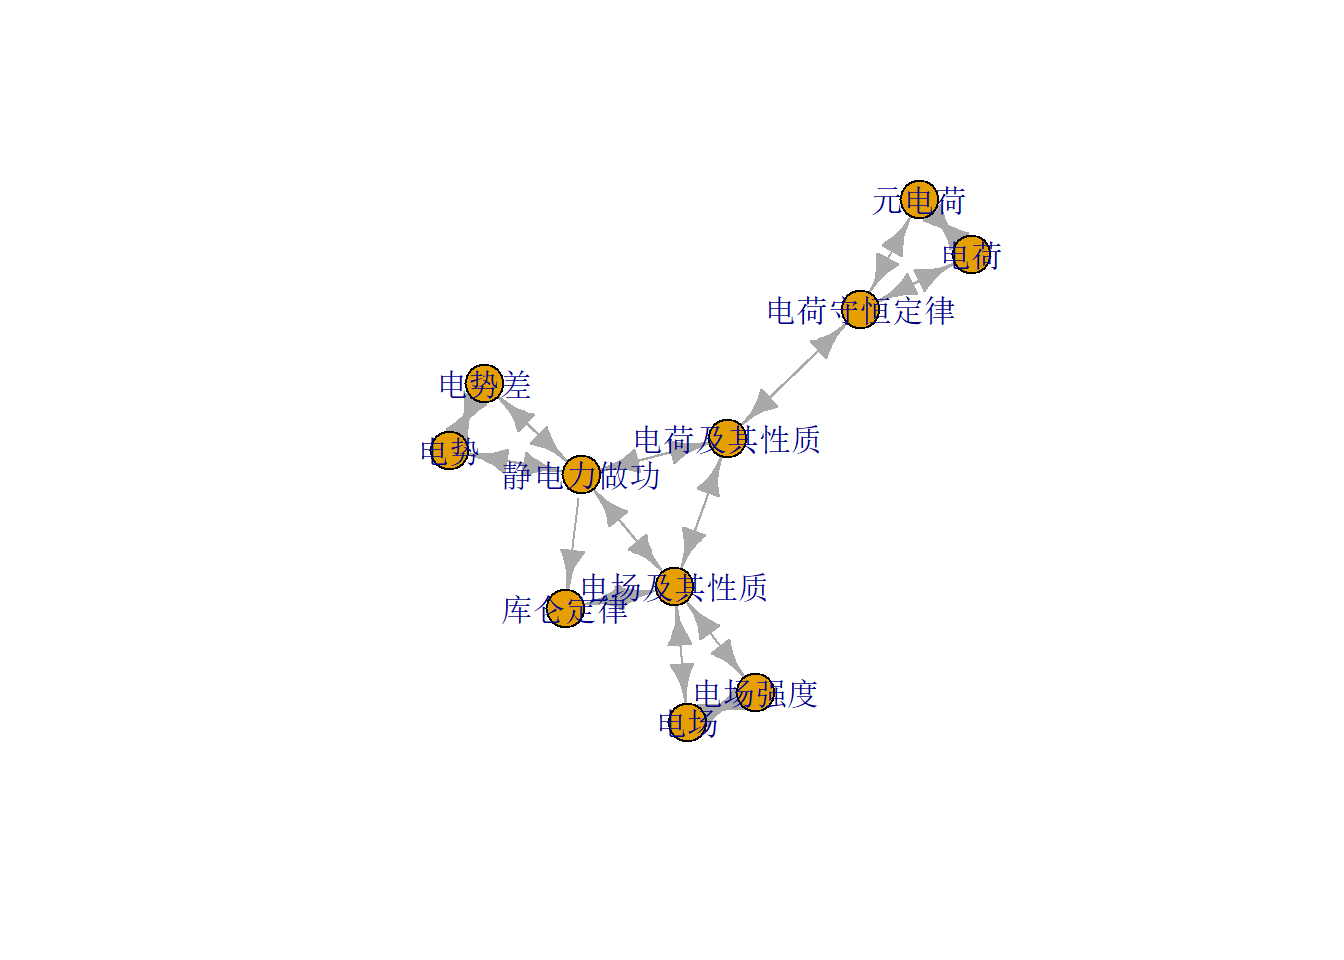 元电荷
电荷
电荷守恒定律
电势差
电荷及其性质
电势
静电力做功
电场及其性质
库仑定律
电场强度
电场